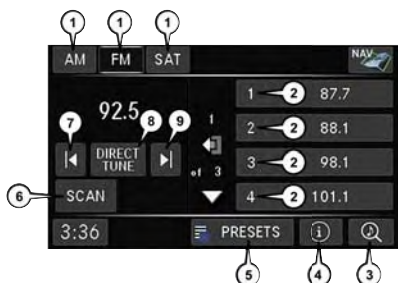 1 1 1
AM FM SAT NAV
92.5
7 8 9
DIRECT TUNE
1
of 3
1 2 87.7
2 2 88.1
3 2 98.1
4 2 101.1
6 SCAN
3:36 PRESETS
5 4 3